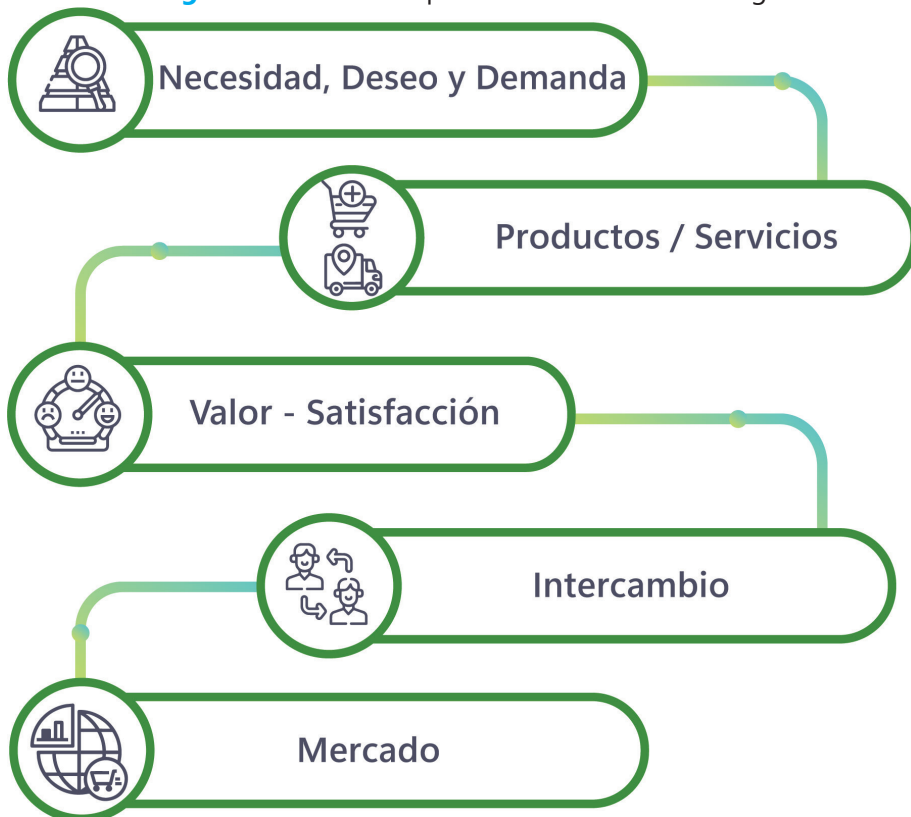 Necesidad, Deseo y Demanda
Productos / Servicios
Valor - Satisfacción
Intercambio
Mercado